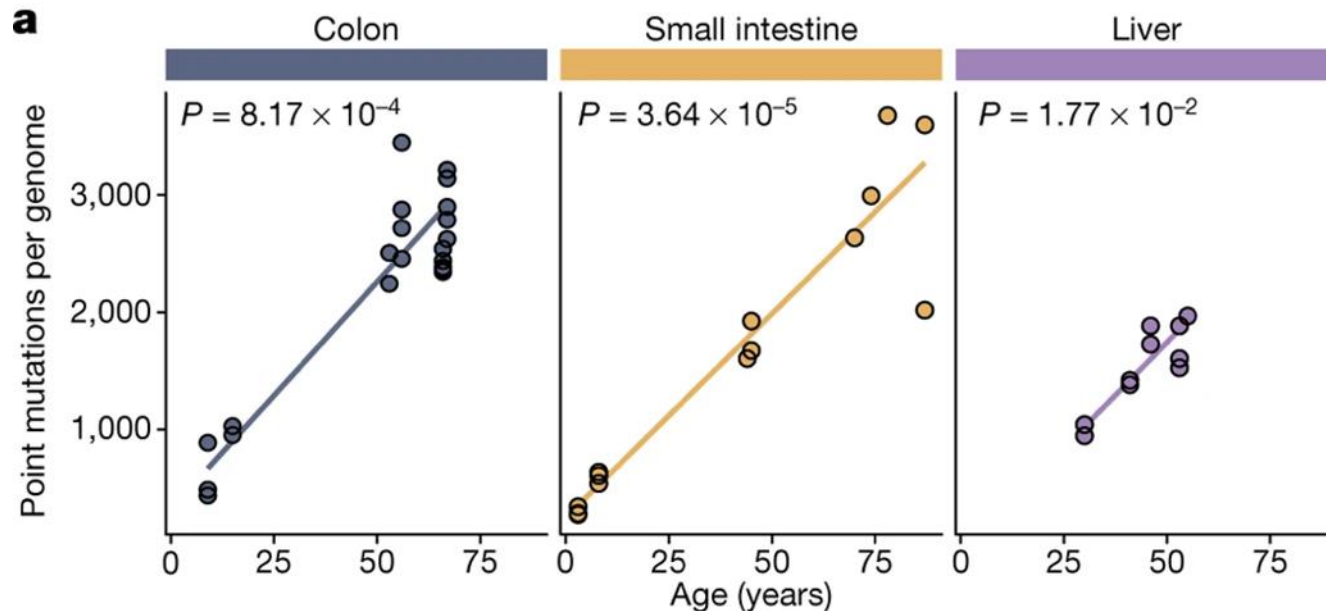 a
Colon
Small intestine
Liver
P = 8.17 × 10⁻⁴
P = 3.64 × 10⁻⁵
P = 1.77 × 10⁻²
Point mutations per genome
3,000
2,000
1,000
0 25 50 75
0 25 50 75
0 25 50 75
Age (years)